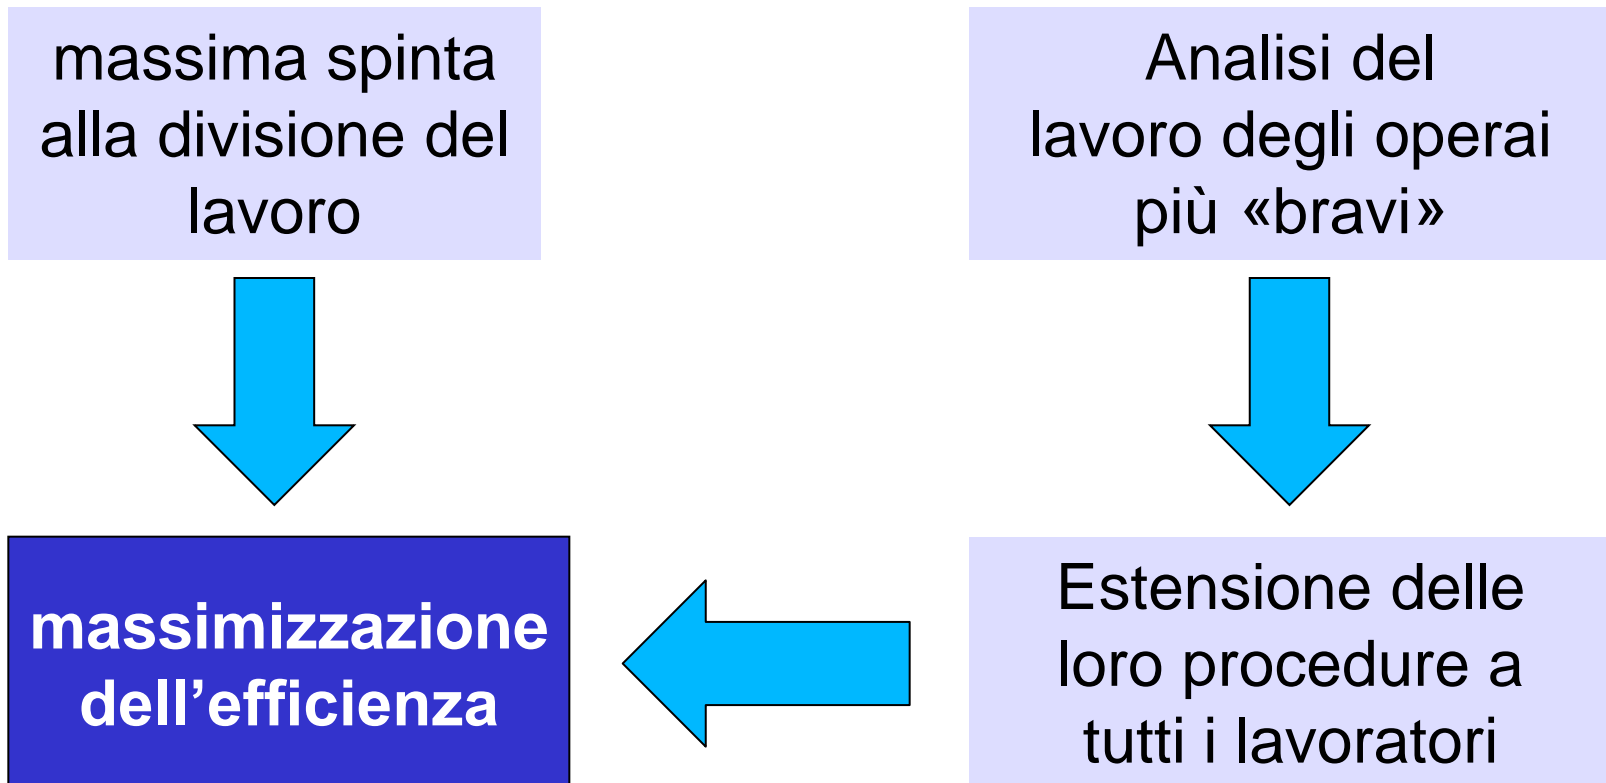 massima spinta
alla divisione del
lavoro
Analisi del
lavoro degli operai
più «bravi»
massimizzazione
dell’efficienza
Estensione delle
loro procedure a
tutti i lavoratori